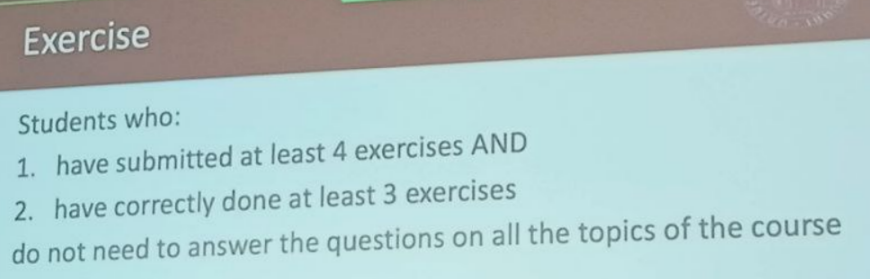 Exercise
Students who:
1. have submitted at least 4 exercises AND
2. have correctly done at least 3 exercises
do not need to answer the questions on all the topics of the course